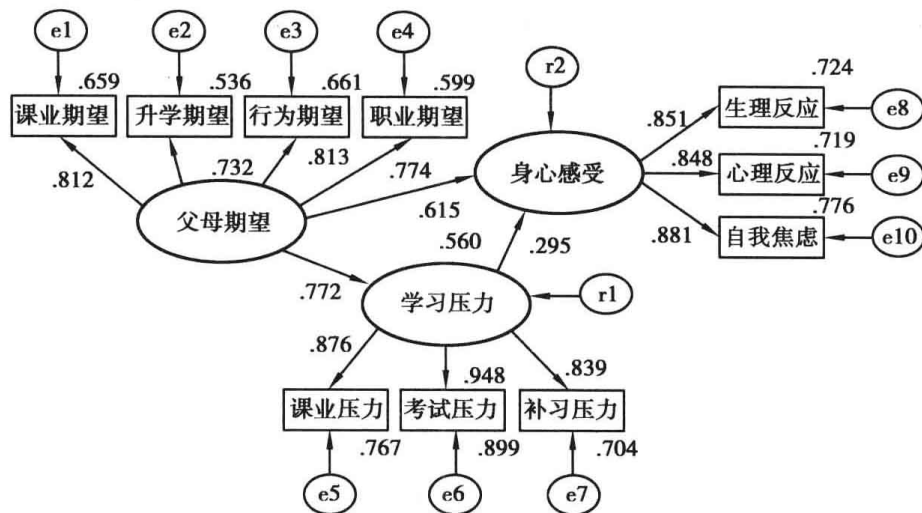 e1
e2
e3
e4
.659
.536
.661
.599
课业期望
升学期望
行为期望
职业期望
r2
.724
生理反应
e8
.812
.732
.813
.774
.851
身心感受
.848
.719
心理反应
e9
父母期望
.615
.881
.776
自我焦虑
e10
.772
.560
.295
学习压力
r1
.876
.948
.839
课业压力
考试压力
补习压力
.767
.899
.704
e5
e6
e7